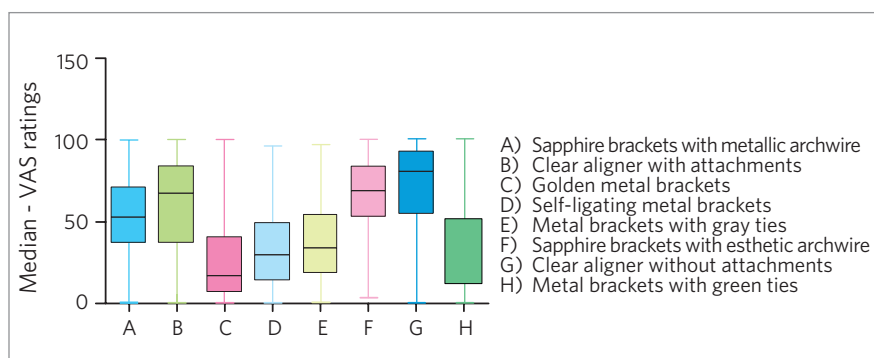 150
100
50
0
Median - VAS ratings
A B C D E F G H
A) Sapphire brackets with metallic archwire
B) Clear aligner with attachments
C) Golden metal brackets
D) Self-ligating metal brackets
E) Metal brackets with gray ties
F) Sapphire brackets with esthetic archwire
G) Clear aligner without attachments
H) Metal brackets with green ties